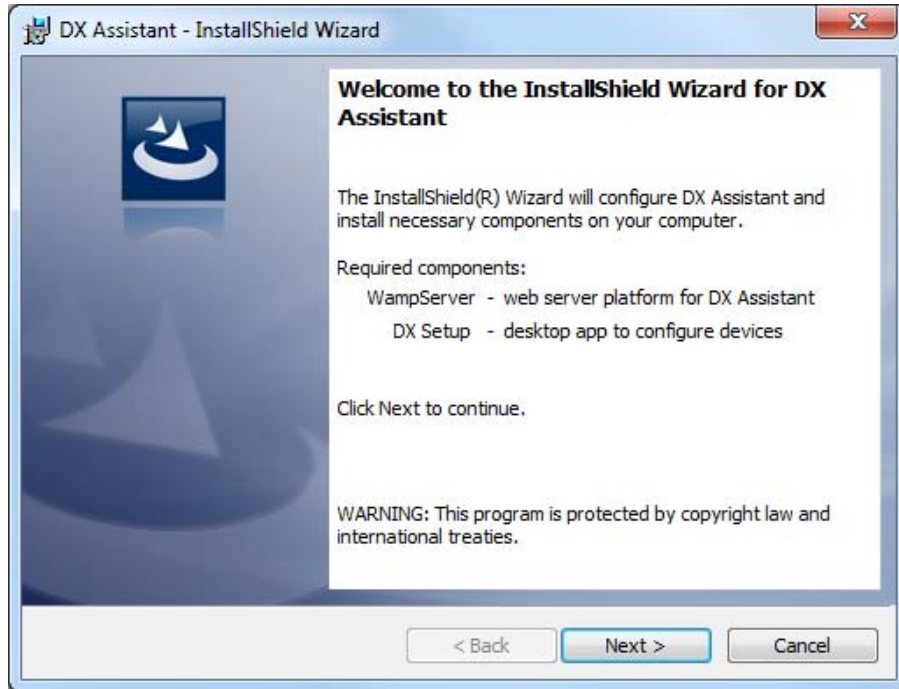 DX Assistant - InstallShield Wizard
X
Welcome to the InstallShield Wizard for DX
Assistant
The InstallShield(R) Wizard will configure DX Assistant and
install necessary components on your computer.
Required components:
WampServer - web server platform for DX Assistant
DX Setup - desktop app to configure devices
Click Next to continue.
WARNING: This program is protected by copyright law and
international treaties.
< Back Next > Cancel